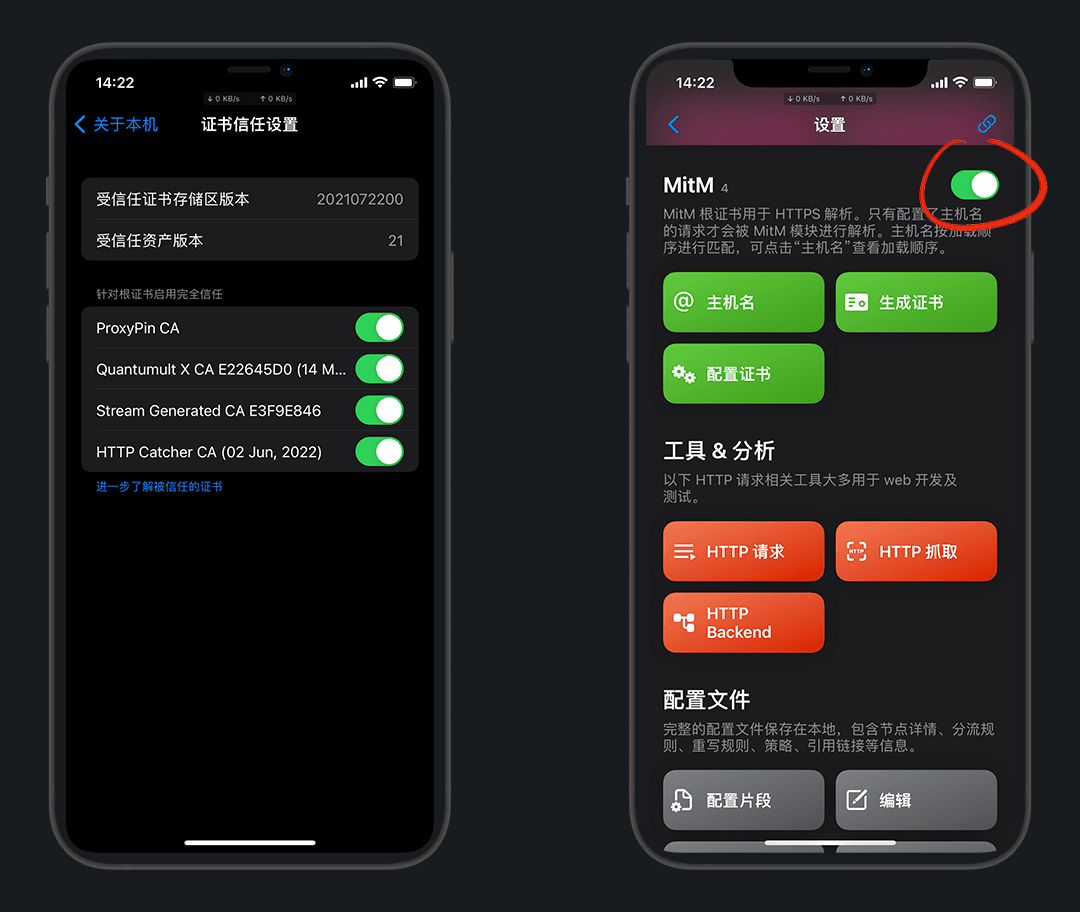 14:22
↓ 0 KB/s ↑ 0 KB/s
关于本机
证书信任设置
受信任证书存储区版本 2021072200
受信任资产版本 21
针对根证书启用完全信任
ProxyPin CA
Quantumult X CA E22645D0 (14 M...
Stream Generated CA E3F9E846
HTTP Catcher CA (02 Jun, 2022)
进一步了解被信任的证书
14:22
↓ 0 KB/s ↑ 0 KB/s
设置
MitM 4
MitM 根证书用于 HTTPS 解析。只有配置了主机名
的请求才会被 MitM 模块进行解析。主机名按加载顺
序进行匹配，可点击“主机名”查看加载顺序。
@ 主机名
生成证书
配置证书
工具 & 分析
以下 HTTP 请求相关工具大多用于 web 开发及
测试。
HTTP 请求
HTTP HTTP 抓取
HTTP
Backend
配置文件
完整的配置文件保存在本地，包含节点详情、分流规
则、重写规则、策略、引用链接等信息。
配置片段
编辑